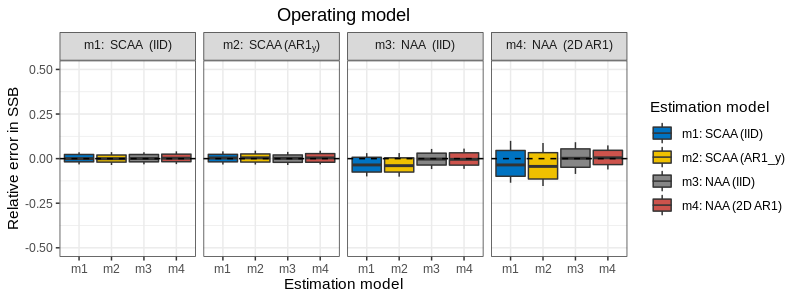 Operating model
m1: SCAA (IID)
m2: SCAA (AR1y)
m3: NAA (IID)
m4: NAA (2D AR1)
Relative error in SSB
0.50
0.25
0.00
-0.25
-0.50
m1 m2 m3 m4
m1 m2 m3 m4
m1 m2 m3 m4
m1 m2 m3 m4
Estimation model
Estimation model
m1: SCAA (IID)
m2: SCAA (AR1_y)
m3: NAA (IID)
m4: NAA (2D AR1)